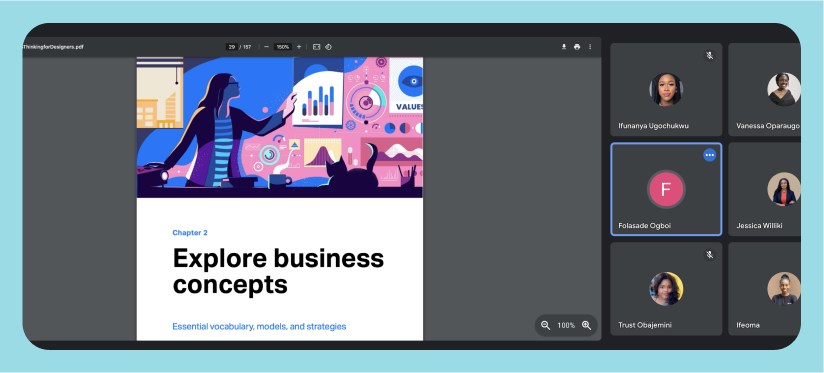 ThinkingforDesigners.pdf
29 / 157
150%
VALUES
Chapter 2
Explore business
concepts
Essential vocabulary, models, and strategies
100%
Ifunanya Ugochukwu
Vanessa Oparaugo
F
Folasade Ogboi
Jessica Williki
Trust Obajemini
Ifeoma